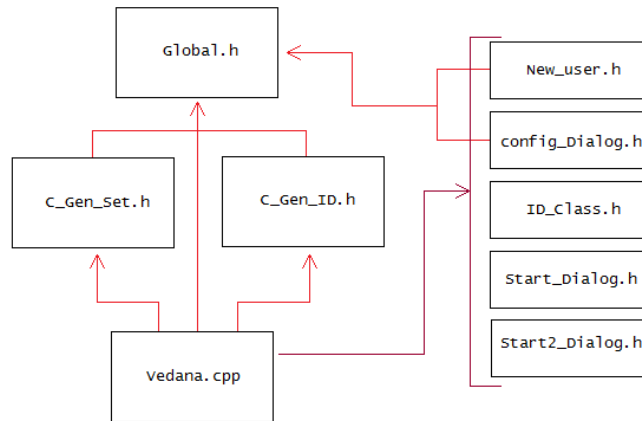 Global.h
New_user.h
config_Dialog.h
C_Gen_Set.h
C_Gen_ID.h
ID_Class.h
Start_Dialog.h
Start2_Dialog.h
Vedana.cpp